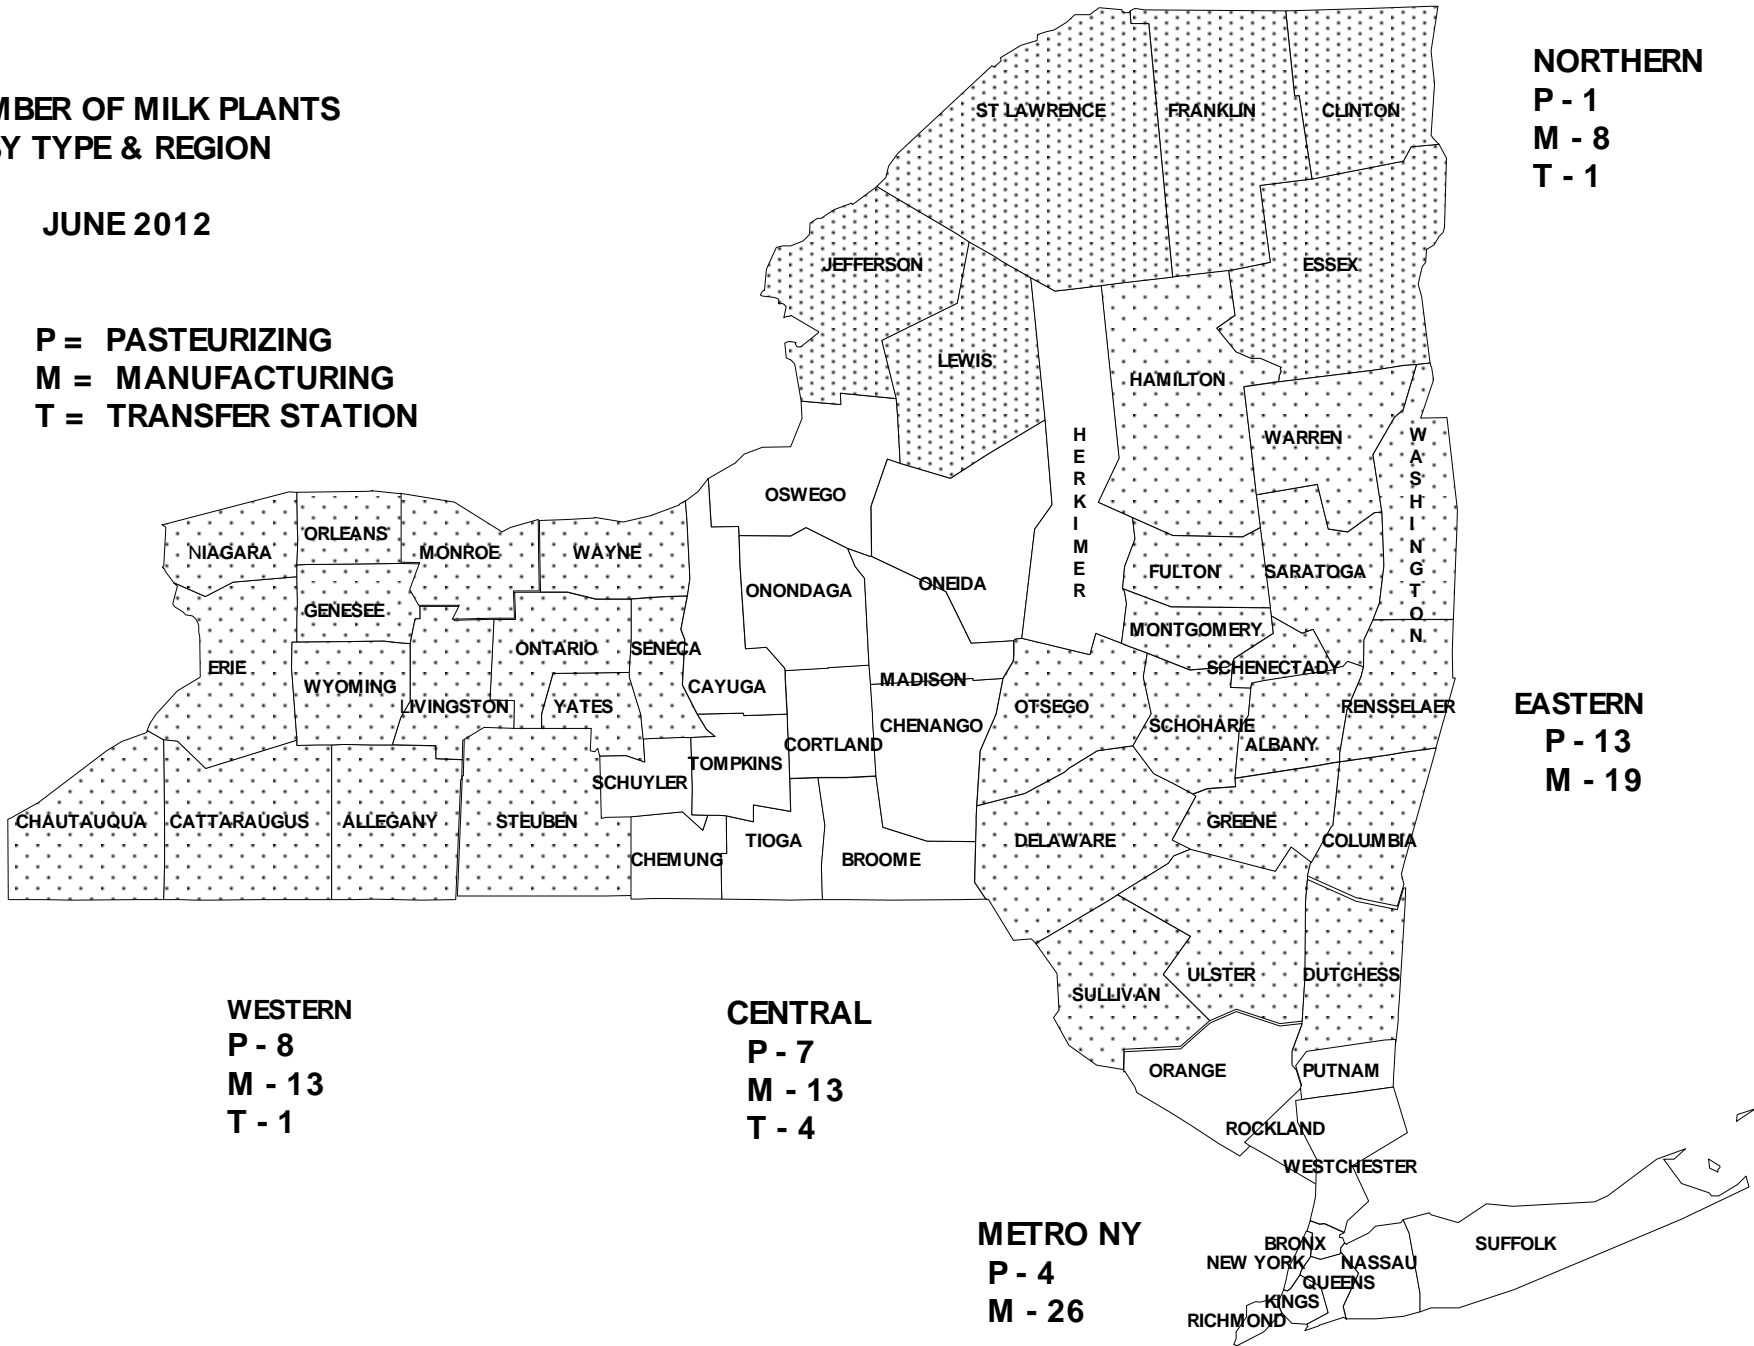 MBER OF MILK PLANTS
BY TYPE & REGION
JUNE 2012
P = PASTEURIZING
M = MANUFACTURING
T = TRANSFER STATION
NORTHERN
P - 1
M - 8
T - 1
ST LAWRENCE
FRANKLIN
CLINTON
JEFFERSON
ESSEX
LEWIS
HAMILTON
HERKIMER
WARREN
WASHINGTON
OSWEGO
ORLEANS
NIAGARA
MONROE
WAYNE
ONONDAGA
ONEIDA
FULTON
SARATOGA
GENESEE
MONTGOMERY
ONTARIO
SENECA
ERIE
SCHENECTADY
WYOMING
CAYUGA
MADISON
LIVINGSTON
YATES
OTSEGO
RENSSELAER
CHENANGO
SCHOHARIE
CORTLAND
ALBANY
TOMPKINS
SCHUYLER
EASTERN
P - 13
M - 19
CHAUTAUQUA
CATTARAUGUS
ALLEGANY
STEUBEN
GREENE
TIOGA
DELAWARE
COLUMBIA
CHEMUNG
BROOME
ULSTER
DUTCHESS
SULLIVAN
WESTERN
P - 8
M - 13
T - 1
CENTRAL
P - 7
M - 13
T - 4
ORANGE
PUTNAM
ROCKLAND
WESTCHESTER
METRO NY
P - 4
M - 26
BRONX
SUFFOLK
NEW YORK
NASSAU
QUEENS
KINGS
RICHMOND